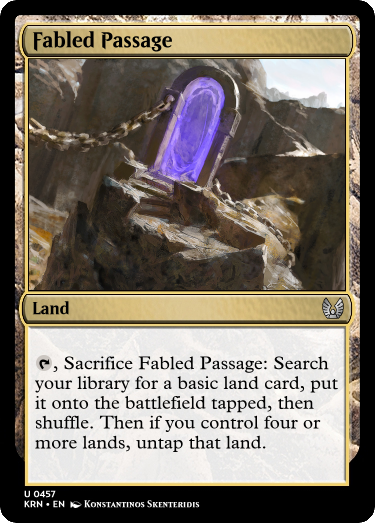 Fabled Passage
Land
, Sacrifice Fabled Passage: Search
your library for a basic land card, put
it onto the battlefield tapped, then
shuffle. Then if you control four or
more lands, untap that land.
U 0457
KRN • EN Konstantinos Skenteridis